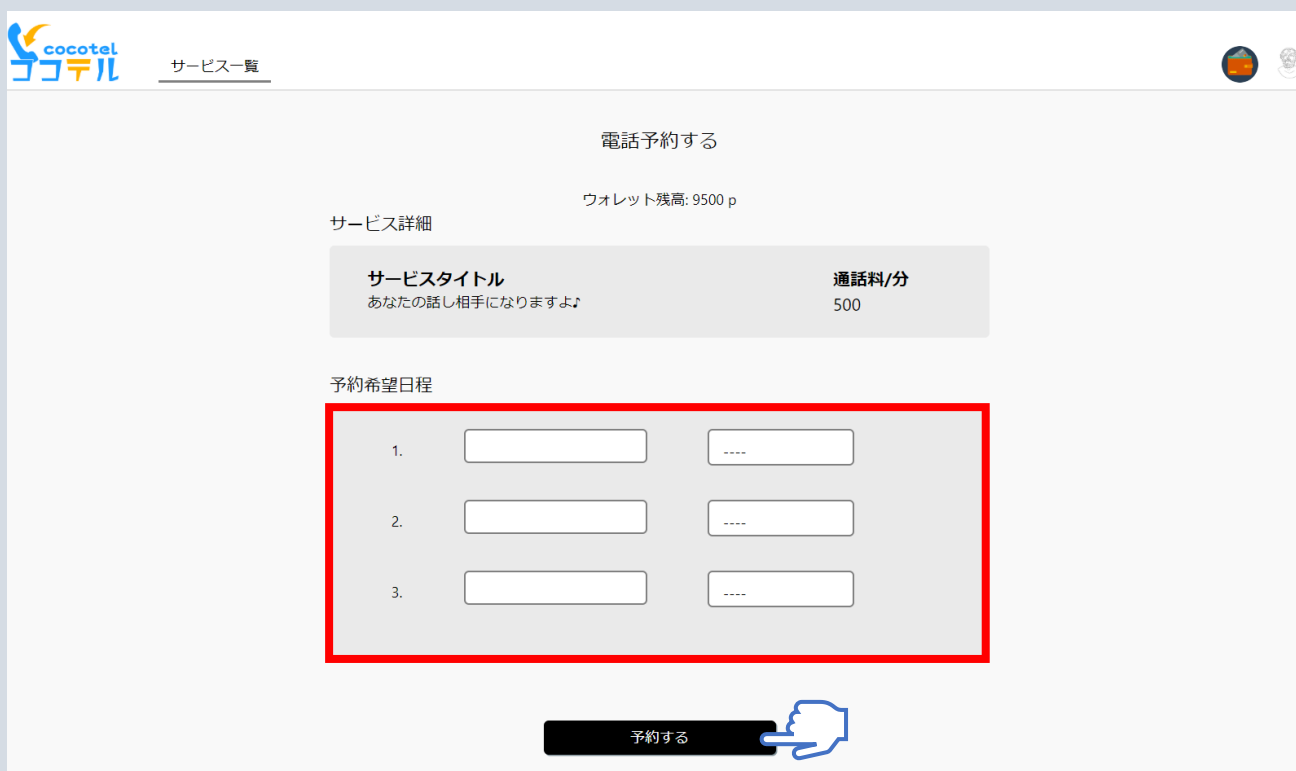 cocotel
ココテル
サービス一覧
電話予約する
ウォレット残高: 9500 p
サービス詳細
サービスタイトル
通話料/分
あなたの話し相手になりますよ♪
500
予約希望日程
1.
----
2.
----
3.
----
予約する